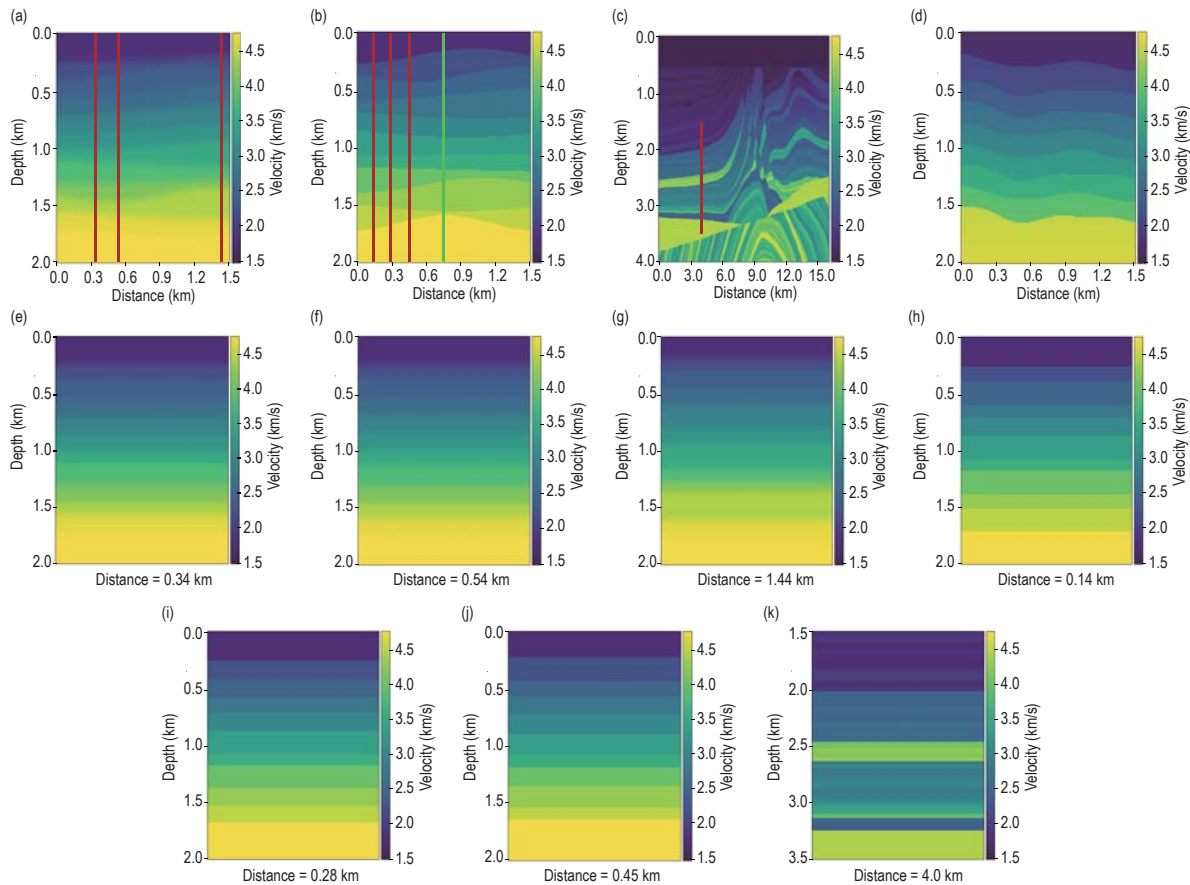 (a)
0.0
0.5
1.0
1.5
2.0
Depth (km)
0.0 0.3 0.6 0.9 1.2 1.5
Distance (km)
4.5
4.0
3.5
3.0
2.5
2.0
1.5
Velocity (km/s)
(b)
0.0
0.5
1.0
1.5
2.0
Depth (km)
0.0 0.3 0.6 0.9 1.2 1.5
Distance (km)
4.5
4.0
3.5
3.0
2.5
2.0
1.5
Velocity (km/s)
(c)
0.0
1.0
2.0
3.0
4.0
Depth (km)
0.0 3.0 6.0 9.0 12.0 15.0
Distance (km)
4.5
4.0
3.5
3.0
2.5
2.0
1.5
Velocity (km/s)
(d)
0.0
0.5
1.0
1.5
2.0
Depth (km)
0.0 0.3 0.6 0.9 1.2 1.5
Distance (km)
4.5
4.0
3.5
3.0
2.5
2.0
1.5
Velocity (km/s)
(e)
0.0
0.5
1.0
1.5
2.0
Depth (km)
Distance = 0.34 km
4.5
4.0
3.5
3.0
2.5
2.0
1.5
Velocity (km/s)
(f)
0.0
0.5
1.0
1.5
2.0
Depth (km)
Distance = 0.54 km
4.5
4.0
3.5
3.0
2.5
2.0
1.5
Velocity (km/s)
(g)
0.0
0.5
1.0
1.5
2.0
Depth (km)
Distance = 1.44 km
4.5
4.0
3.5
3.0
2.5
2.0
1.5
Velocity (km/s)
(h)
0.0
0.5
1.0
1.5
2.0
Depth (km)
Distance = 0.14 km
4.5
4.0
3.5
3.0
2.5
2.0
1.5
Velocity (km/s)
(i)
0.0
0.5
1.0
1.5
2.0
Depth (km)
Distance = 0.28 km
4.5
4.0
3.5
3.0
2.5
2.0
1.5
Velocity (km/s)
(j)
0.0
0.5
1.0
1.5
2.0
Depth (km)
Distance = 0.45 km
4.5
4.0
3.5
3.0
2.5
2.0
1.5
Velocity (km/s)
(k)
1.5
2.0
2.5
3.0
3.5
Depth (km)
Distance = 4.0 km
4.5
4.0
3.5
3.0
2.5
2.0
1.5
Velocity (km/s)